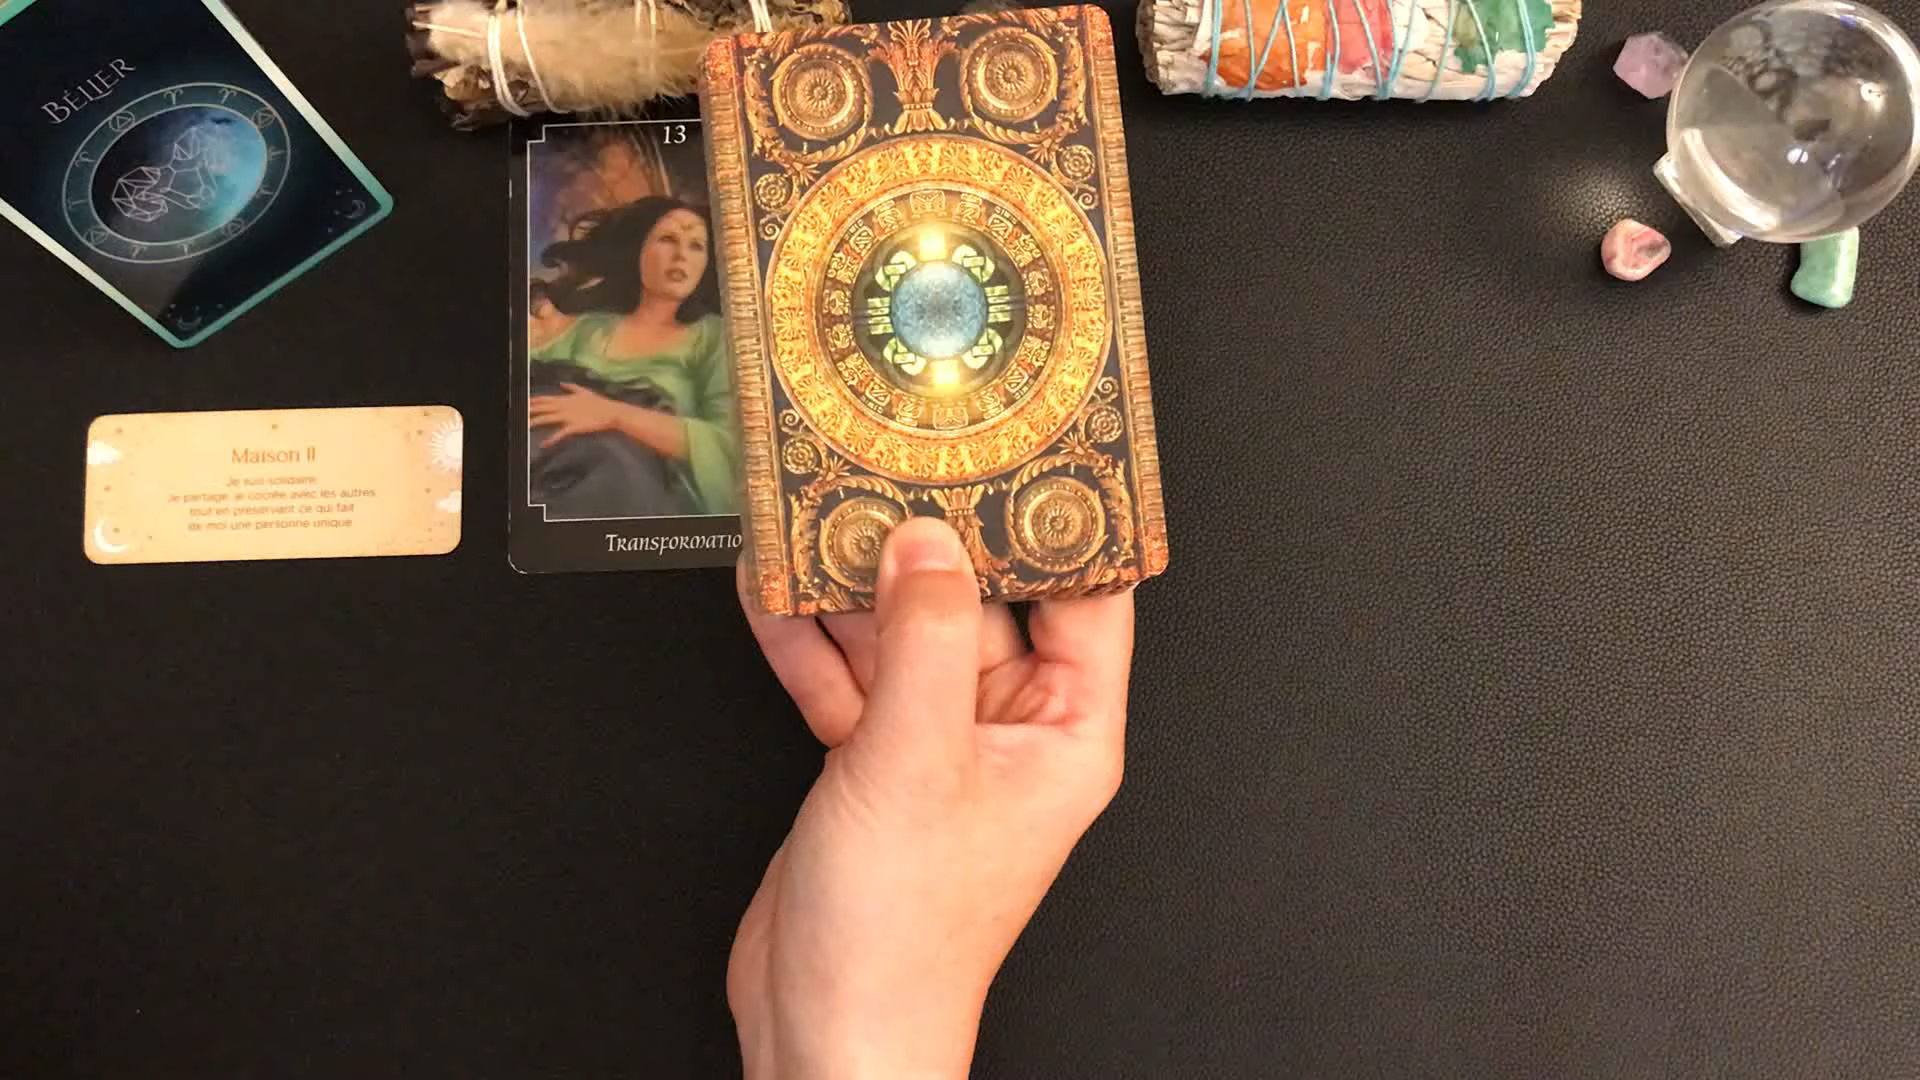 BÉLIER
13
Maison II
Je suis solidaire.
Je partage, je cocrée avec les autres
tout en préservant ce qui fait
de moi une personne unique
Transformatio